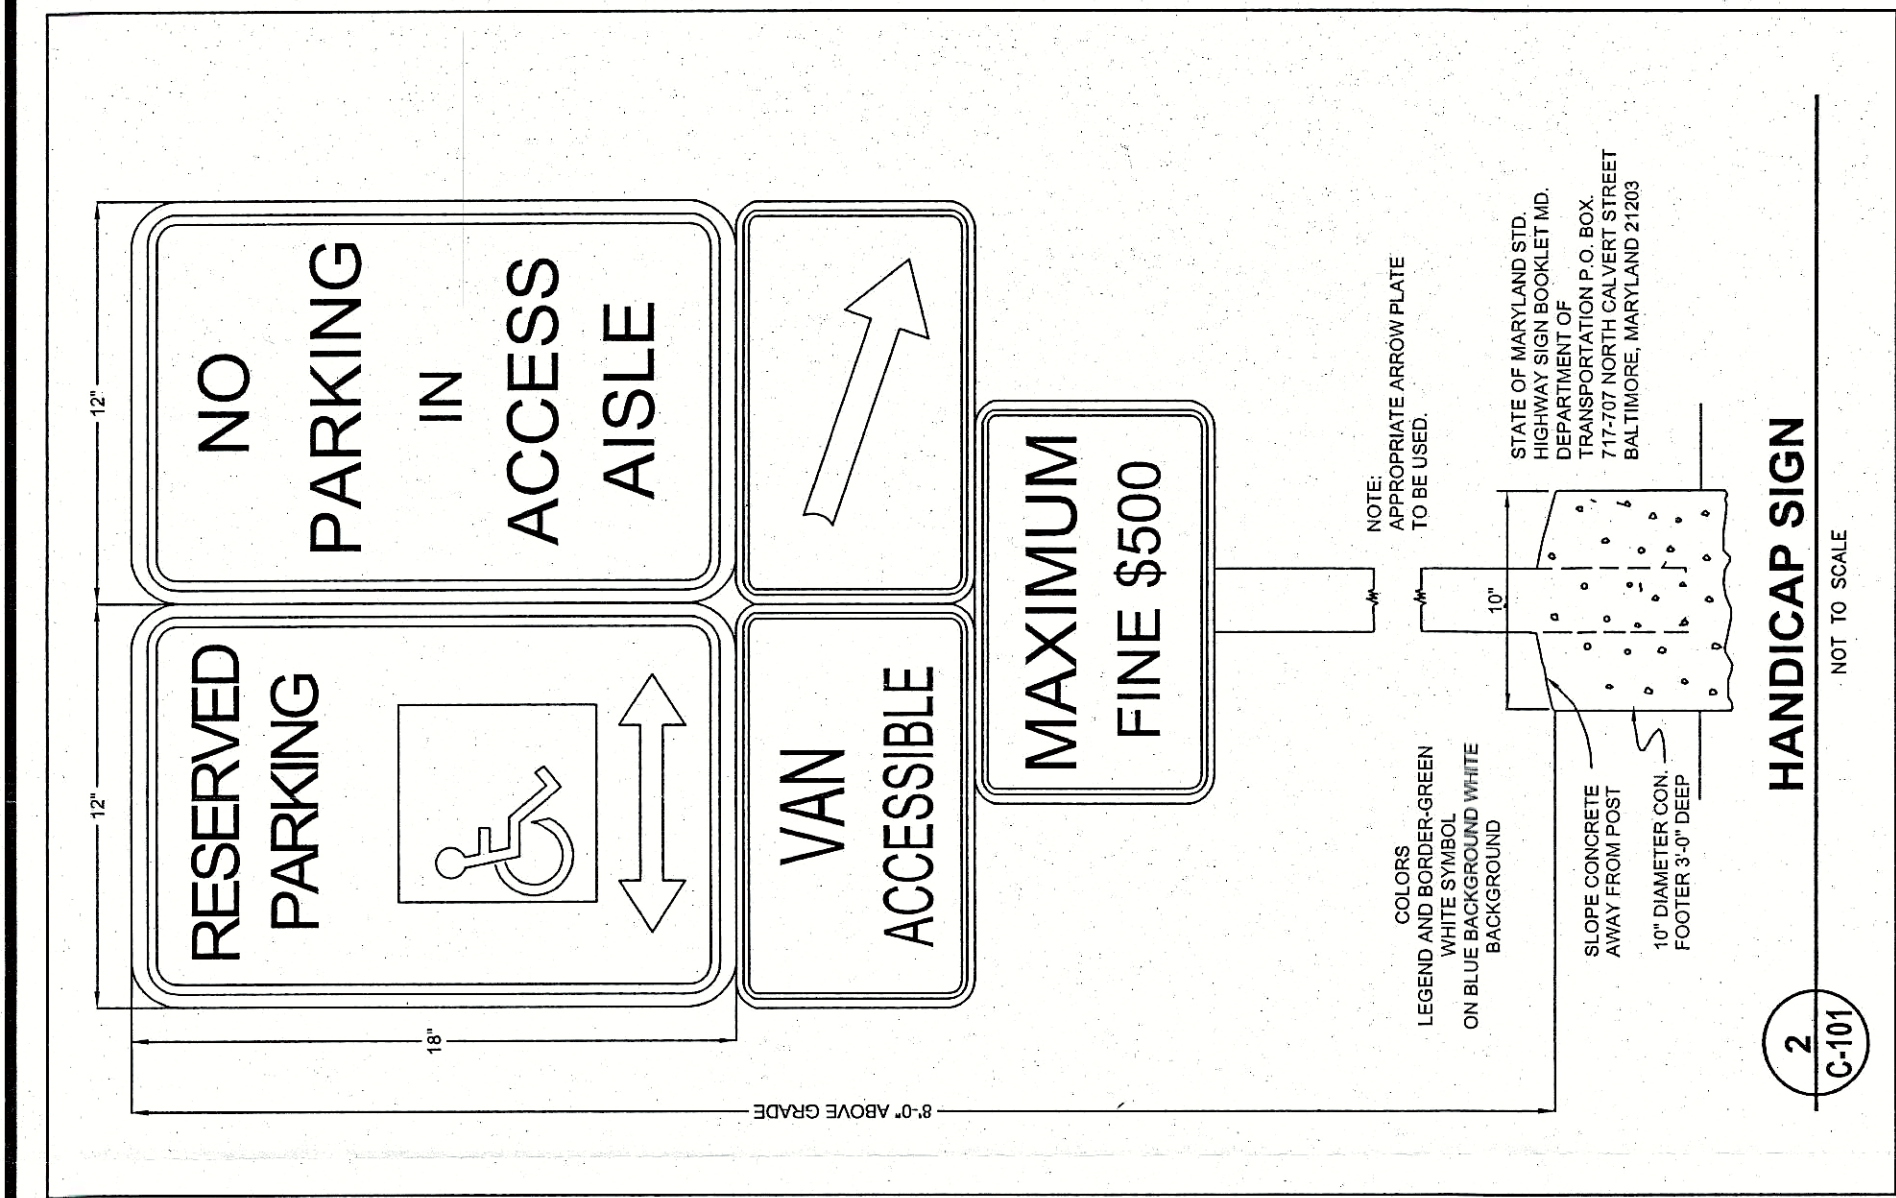 12"
12"
RESERVED
PARKING
NO
PARKING
IN
ACCESS
AISLE
18"
VAN
ACCESSIBLE
MAXIMUM
FINE $500
8'-0" ABOVE GRADE
NOTE:
APPROPRIATE ARROW PLATE
TO BE USED.
COLORS
LEGEND AND BORDER-GREEN
WHITE SYMBOL
ON BLUE BACKGROUND WHITE
BACKGROUND
10"
STATE OF MARYLAND STD.
HIGHWAY SIGN BOOKLET MD.
DEPARTMENT OF
TRANSPORTATION P.O. BOX.
717-707 NORTH CALVERT STREET
BALTIMORE, MARYLAND 21203
SLOPE CONCRETE
AWAY FROM POST
10" DIAMETER CON.
FOOTER 3'-0" DEEP
2
C-101
HANDICAP SIGN
NOT TO SCALE